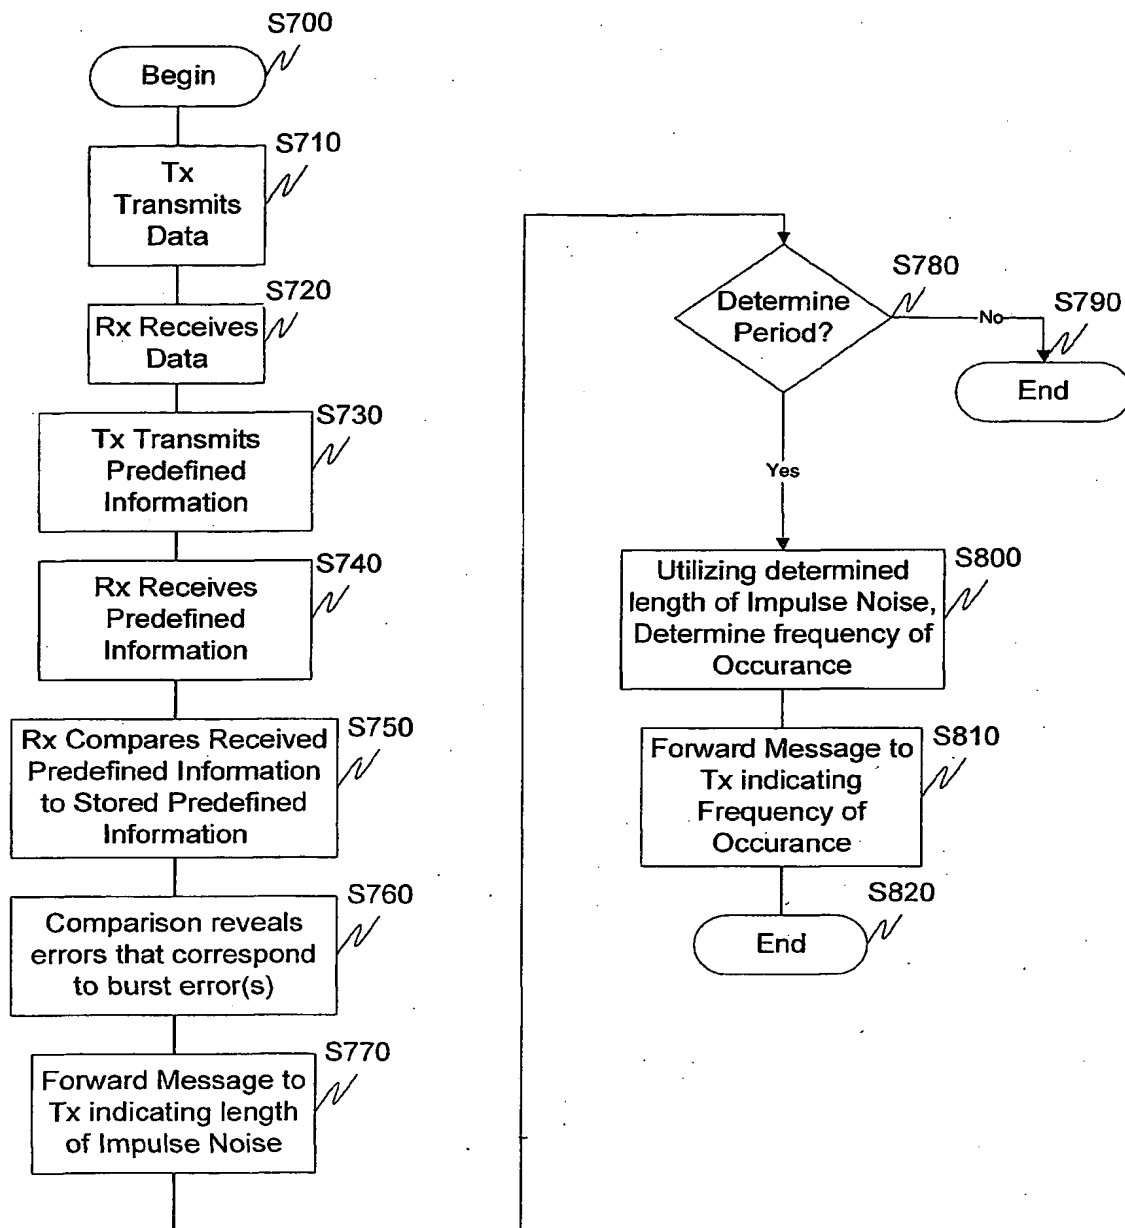 S700
Begin
S710
Tx
Transmits
Data
S720
Rx Receives
Data
S730
Tx Transmits
Predefined
Information
S740
Rx Receives
Predefined
Information
S750
Rx Compares Received
Predefined Information
to Stored Predefined
Information
S760
Comparison reveals
errors that correspond
to burst error(s)
S770
Forward Message to
Tx indicating length
of Impulse Noise
S780
Determine
Period?
No
S790
End
Yes
S800
Utilizing determined
length of Impulse Noise,
Determine frequency of
Occurance
S810
Forward Message to
Tx indicating
Frequency of
Occurance
S820
End